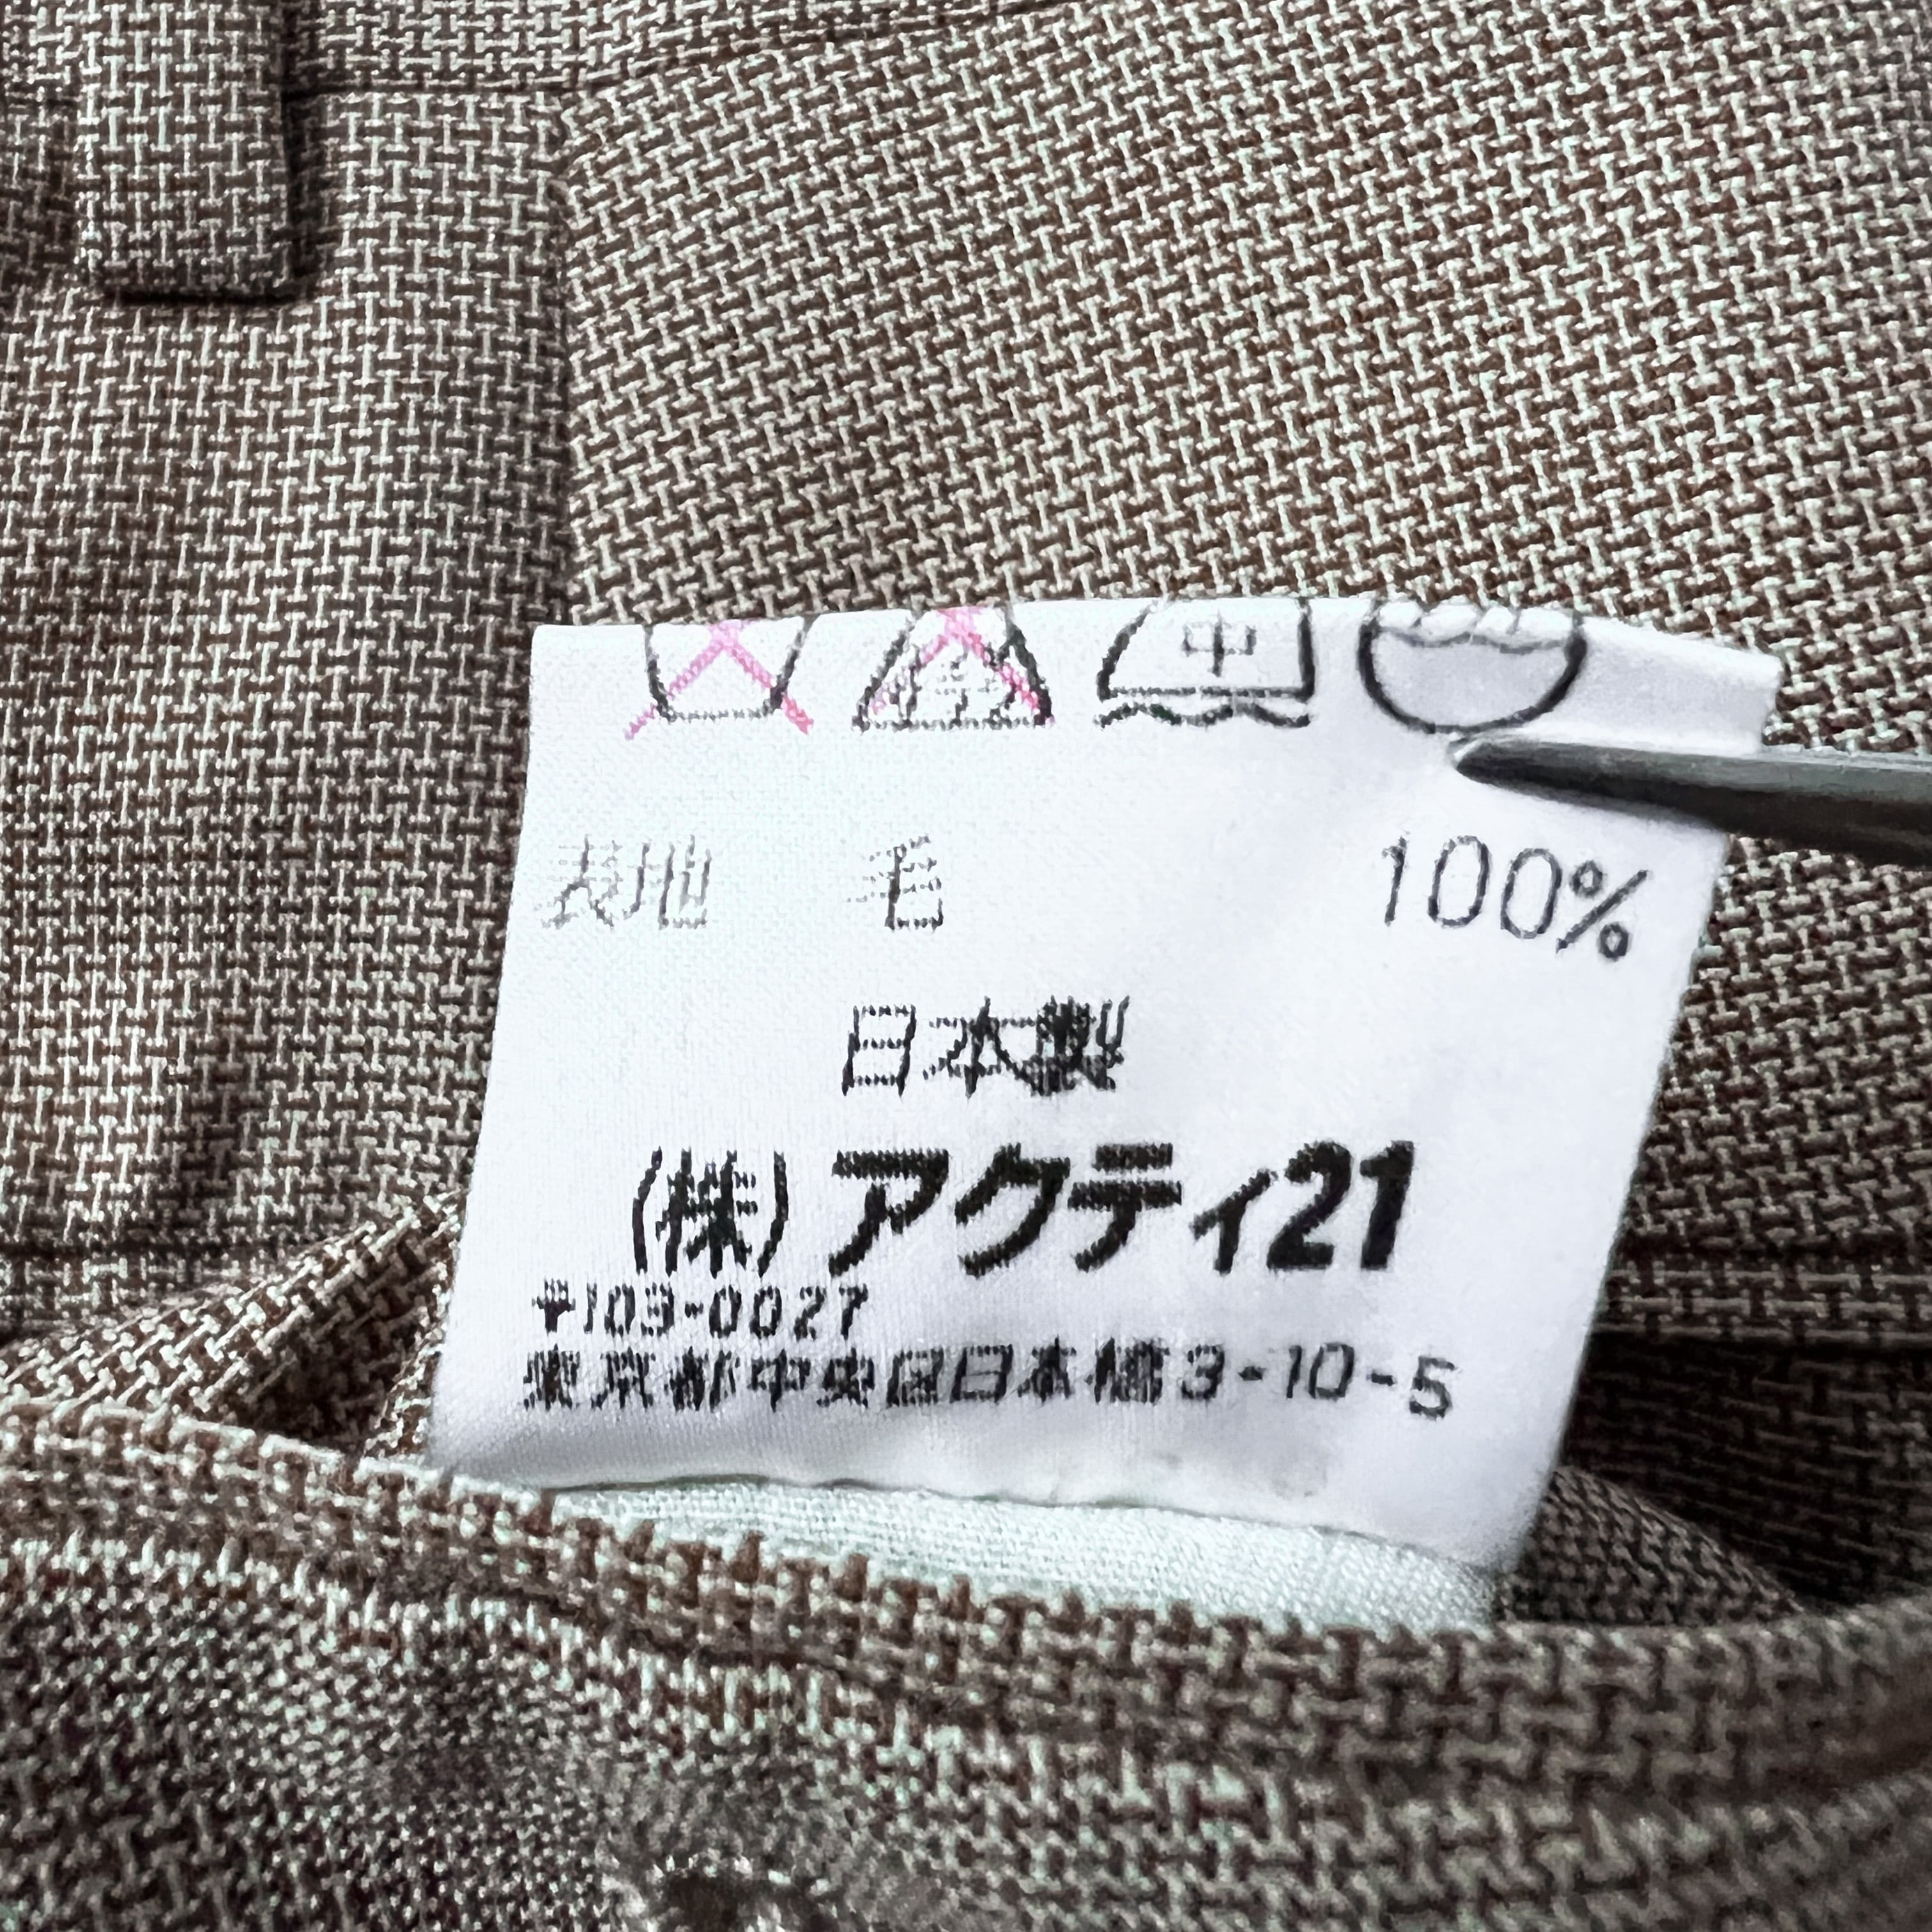 中
表地 毛 100%
日本製
(株)アクティ21
〒103-0027
東京都中央区日本橋3-10-5